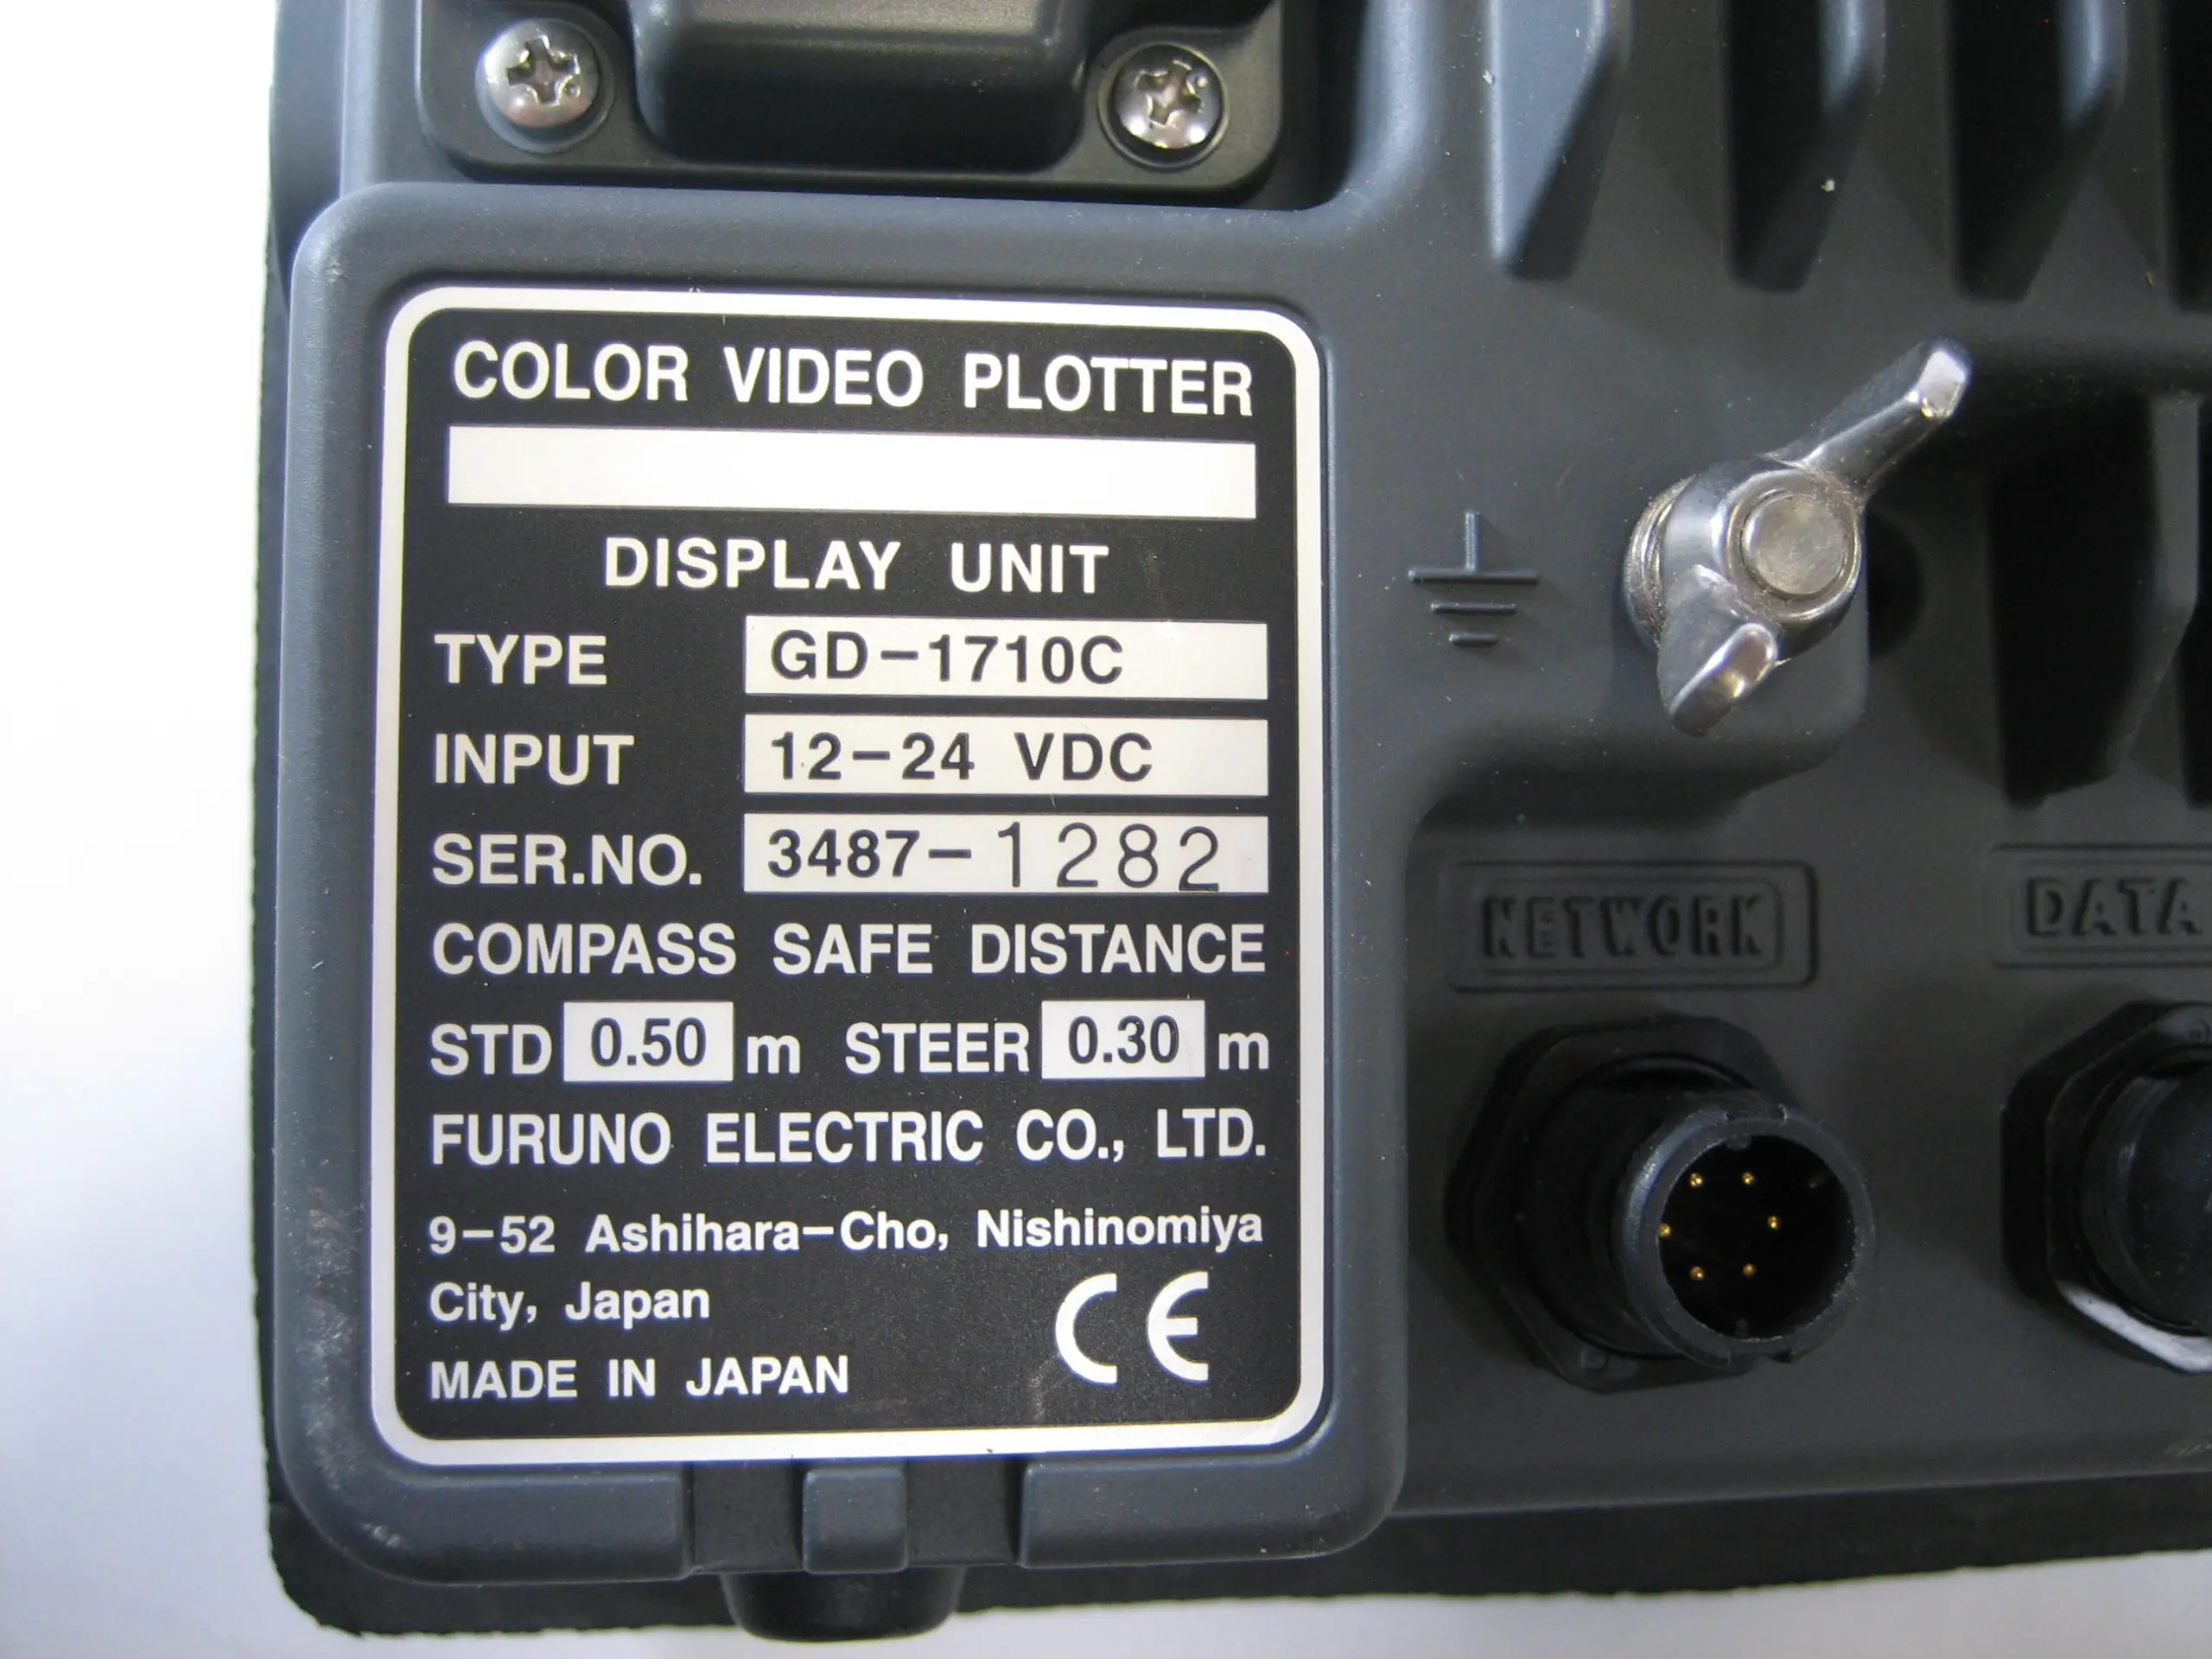 COLOR VIDEO PLOTTER
DISPLAY UNIT
TYPE GD-1710C
INPUT 12-24 VDC
SER.NO. 3487-1282
COMPASS SAFE DISTANCE
STD 0.50 m STEER 0.30 m
FURUNO ELECTRIC CO., LTD.
9-52 Ashihara-Cho, Nishinomiya
City, Japan
MADE IN JAPAN CE
NETWORK
DATA